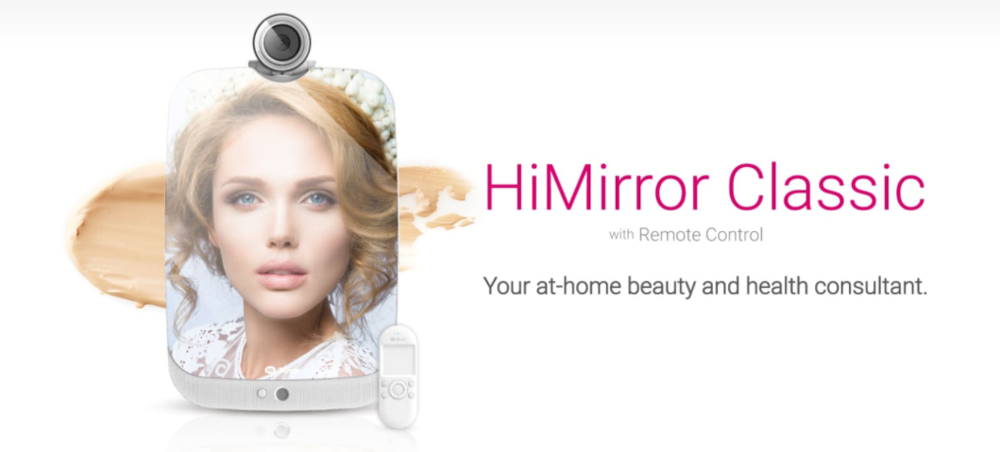 HiMirror Classic
with Remote Control
Your at-home beauty and health consultant.